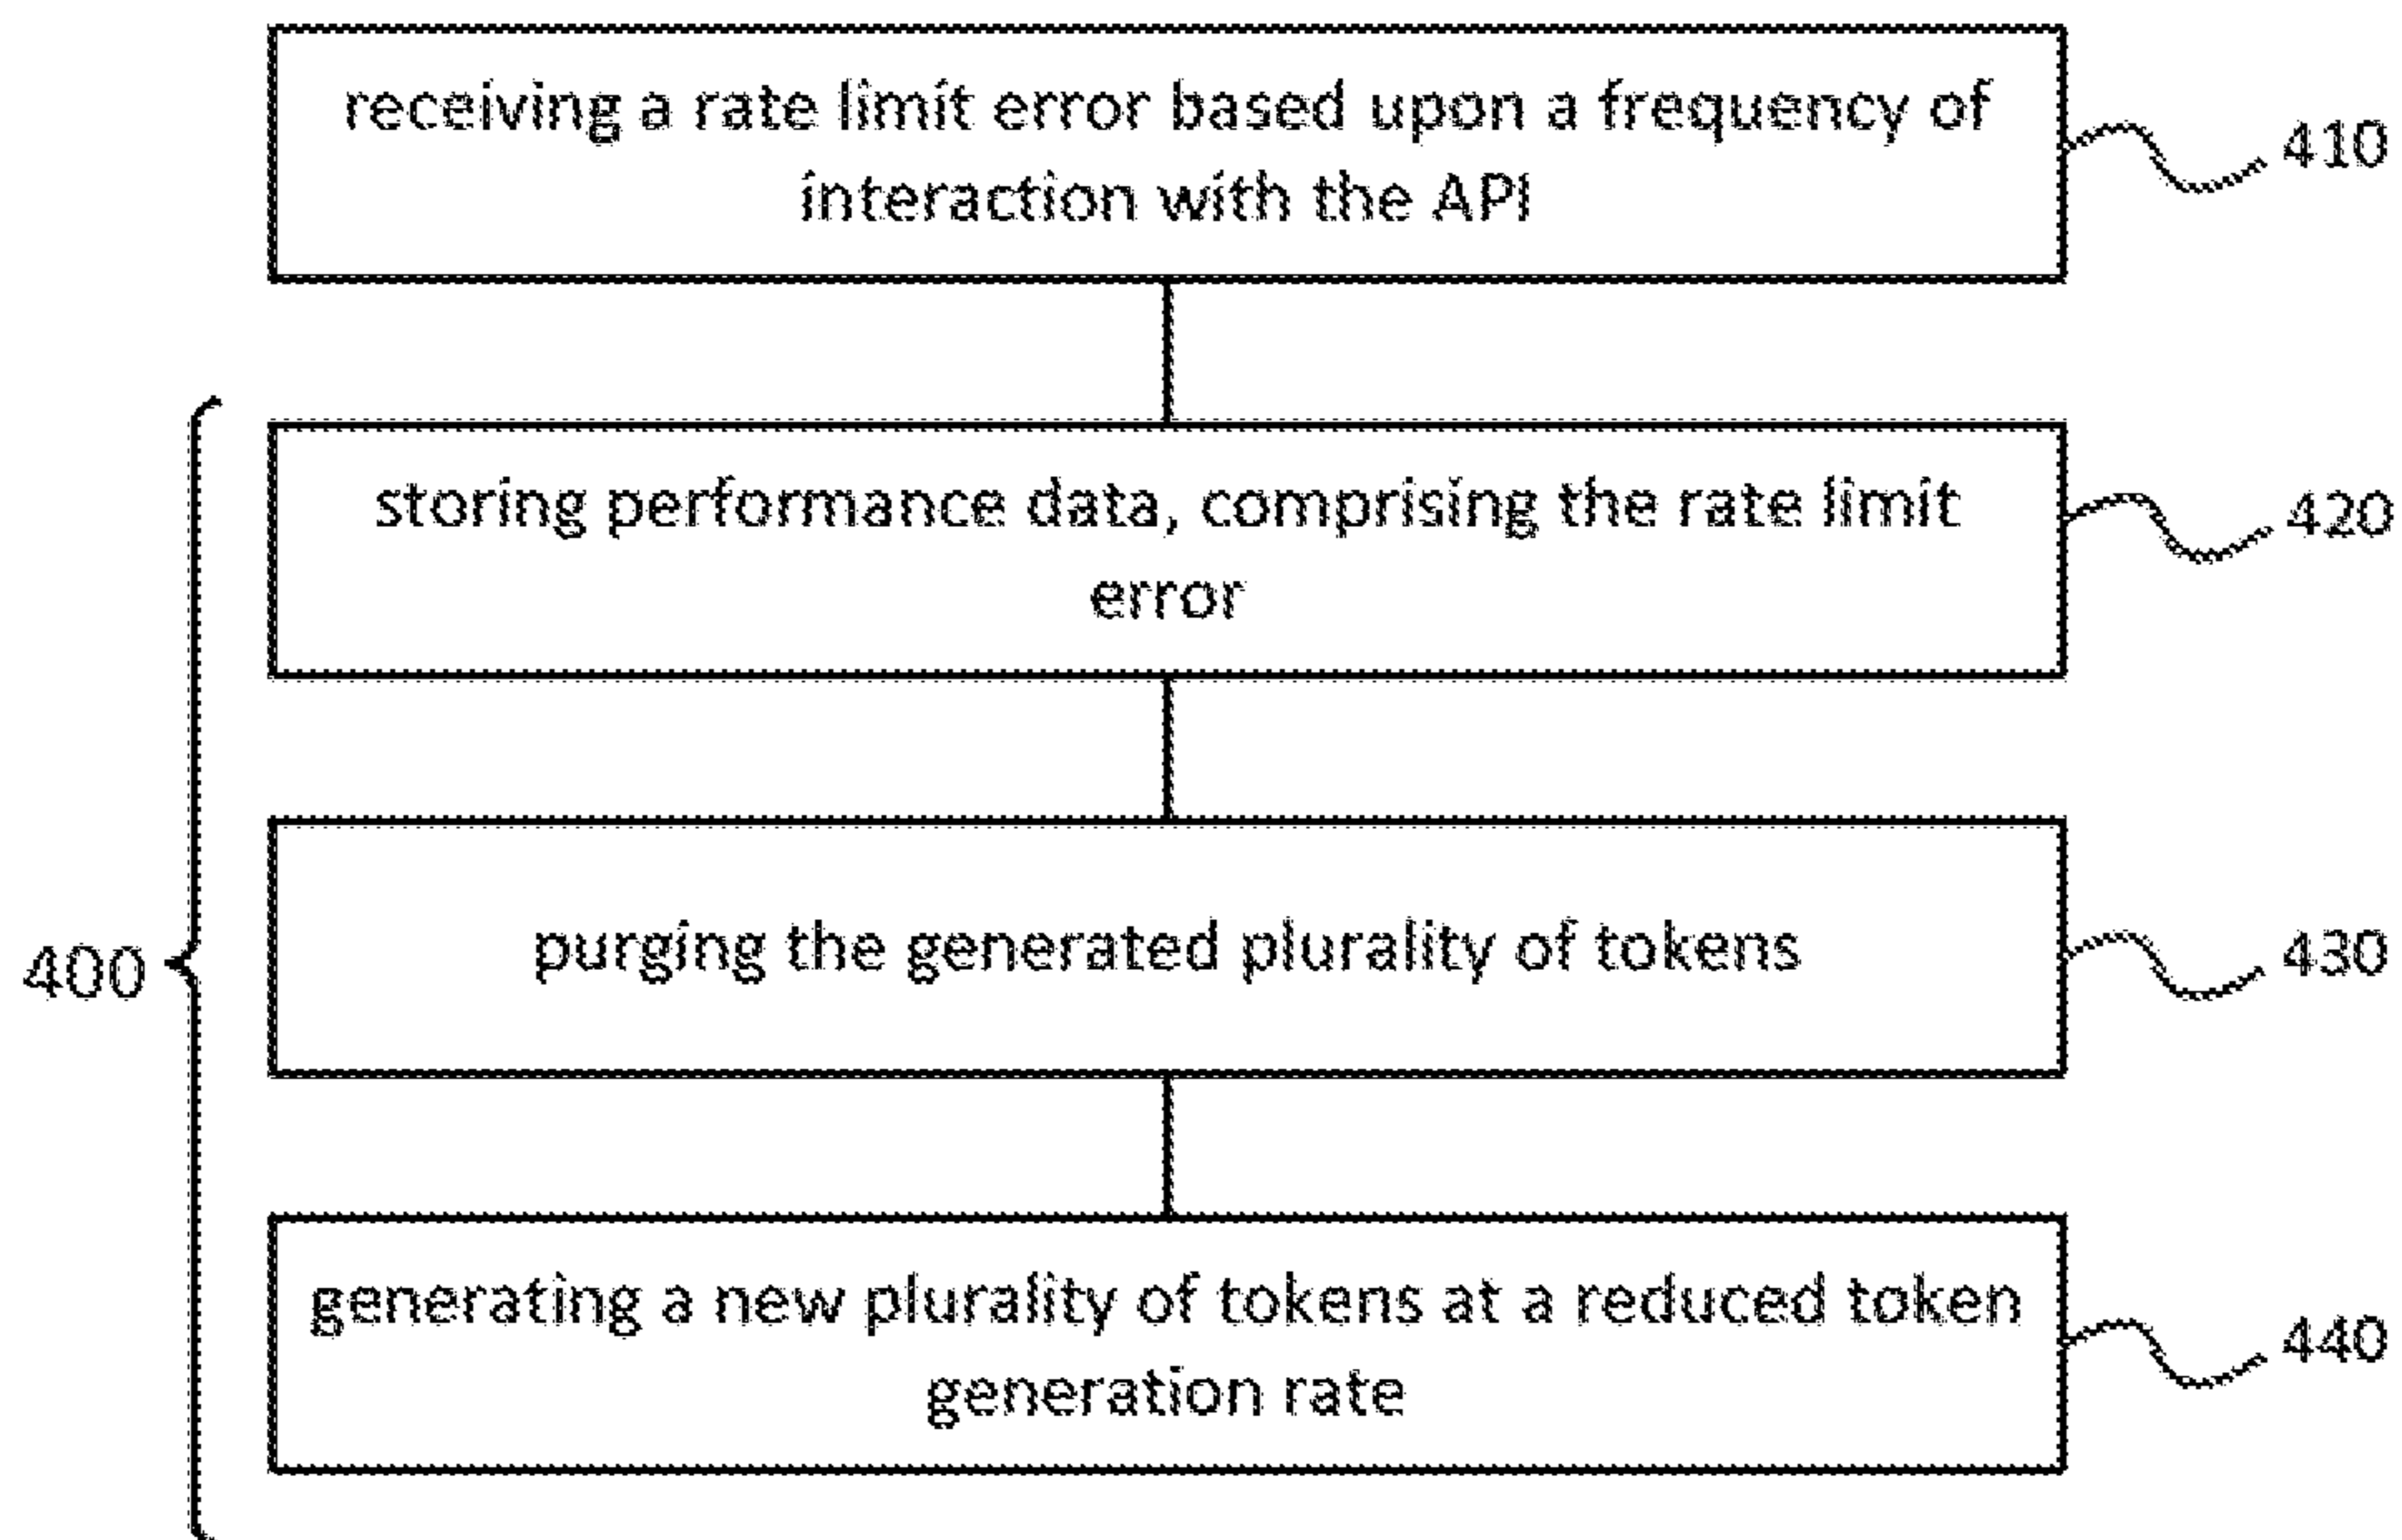 receiving a rate limit error based upon a frequency of
interaction with the API
410
storing performance data, comprising the rate limit
error
420
400
purging the generated plurality of tokens
430
generating a new plurality of tokens at a reduced token
generation rate
440